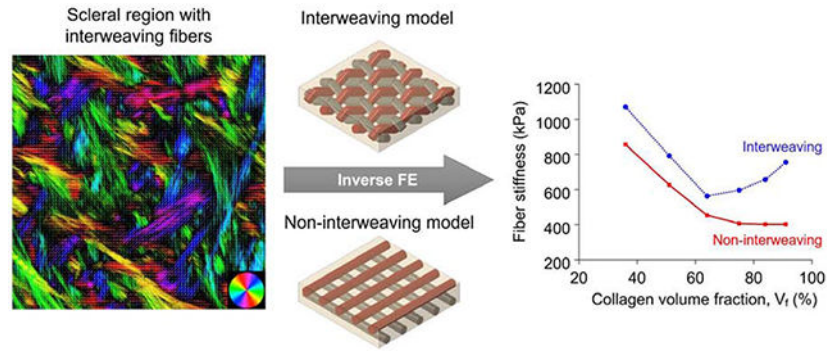 Scleral region with
interweaving fibers
Interweaving model
Inverse FE
Non-interweaving model
Fiber stiffness (kPa)
1200
1000
800
600
400
200
Interweaving
Non-interweaving
20
40
60
80
100
Collagen volume fraction, Vf (%)